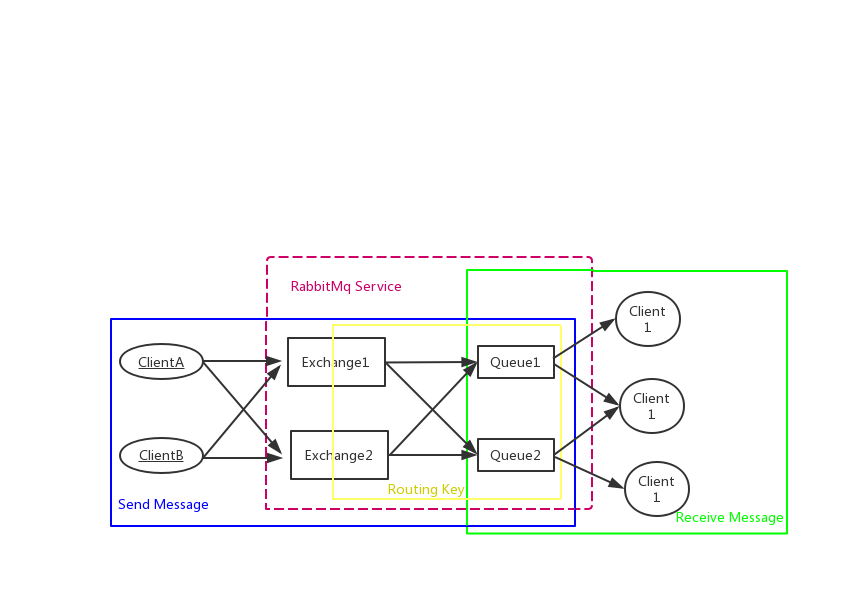 RabbitMq Service
Client
1
ClientA
Exchange1
Queue1
Client
1
ClientB
Exchange2
Queue2
Client
1
Routing Key
Send Message
Receive Message